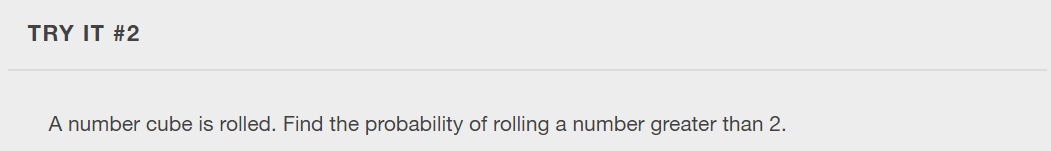 TRY IT #2
A number cube is rolled. Find the probability of rolling a number greater than 2.